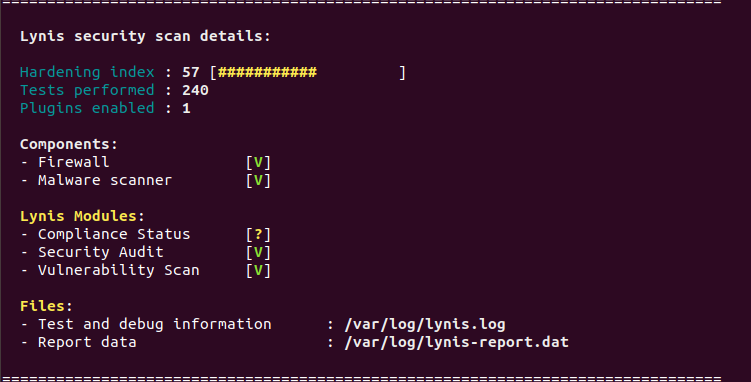 ================================================================================
Lynis security scan details:
Hardening index : 57 [###########         ]
Tests performed : 240
Plugins enabled : 1
Components:
- Firewall               [V]
- Malware scanner        [V]
Lynis Modules:
- Compliance Status      [?]
- Security Audit         [V]
- Vulnerability Scan     [V]
Files:
- Test and debug information      : /var/log/lynis.log
- Report data                     : /var/log/lynis-report.dat
================================================================================